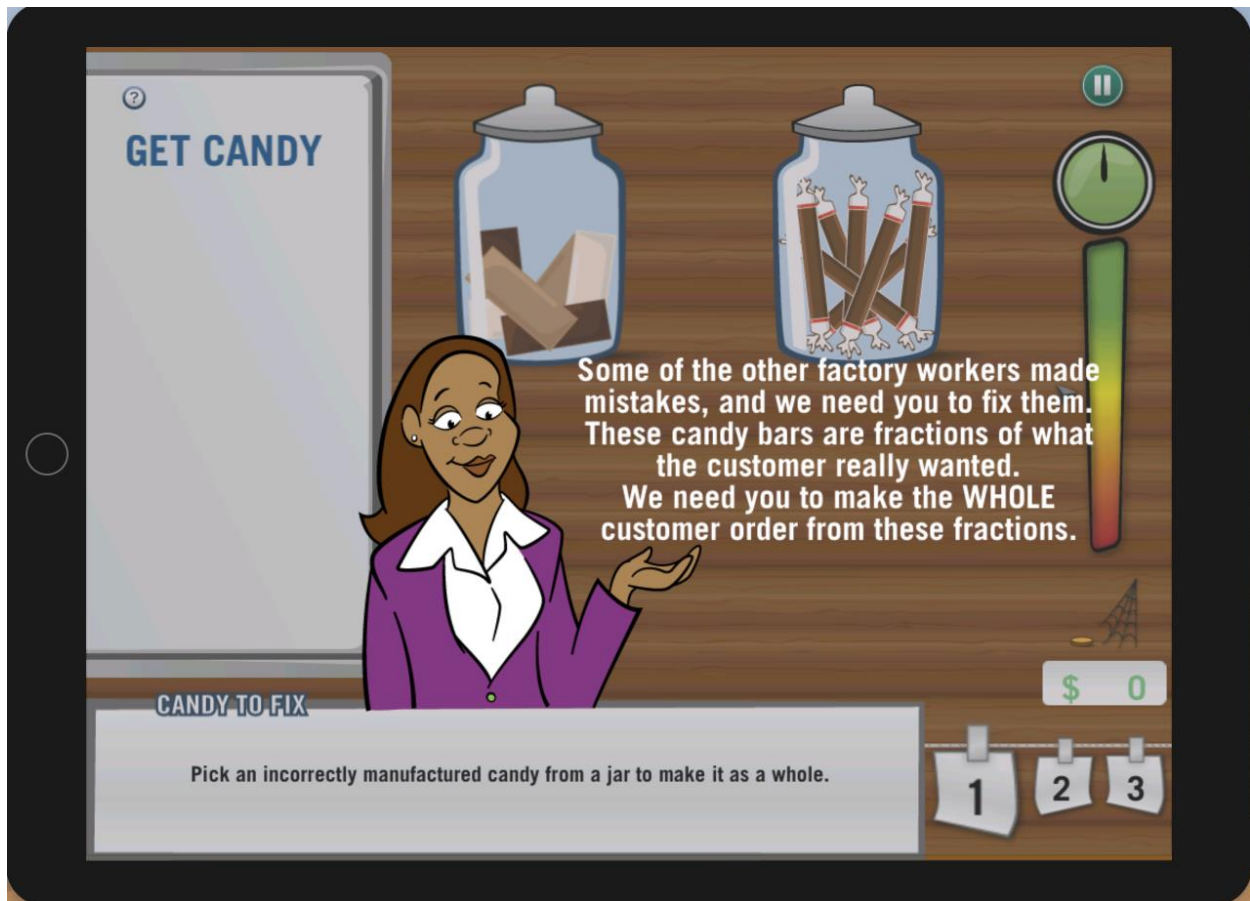 ?
GET CANDY
Some of the other factory workers made
mistakes, and we need you to fix them.
These candy bars are fractions of what
the customer really wanted.
We need you to make the WHOLE
customer order from these fractions.
$ 0
CANDY TO FIX
Pick an incorrectly manufactured candy from a jar to make it as a whole.
1
2
3